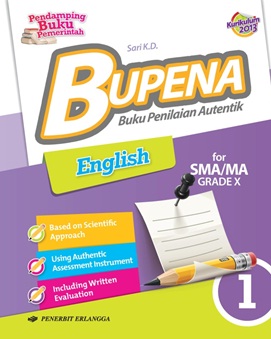 Pendamping
Buku
Pemerintah
Kurikulum
2013
Sari K.D.
BUPENA
Buku Penilaian Autentik
English
for
SMA/MA
GRADE X
Based on Scientific
Approach
Using Authentic
Assessment Instrument
Including Written
Evaluation
1
PENERBIT ERLANGGA